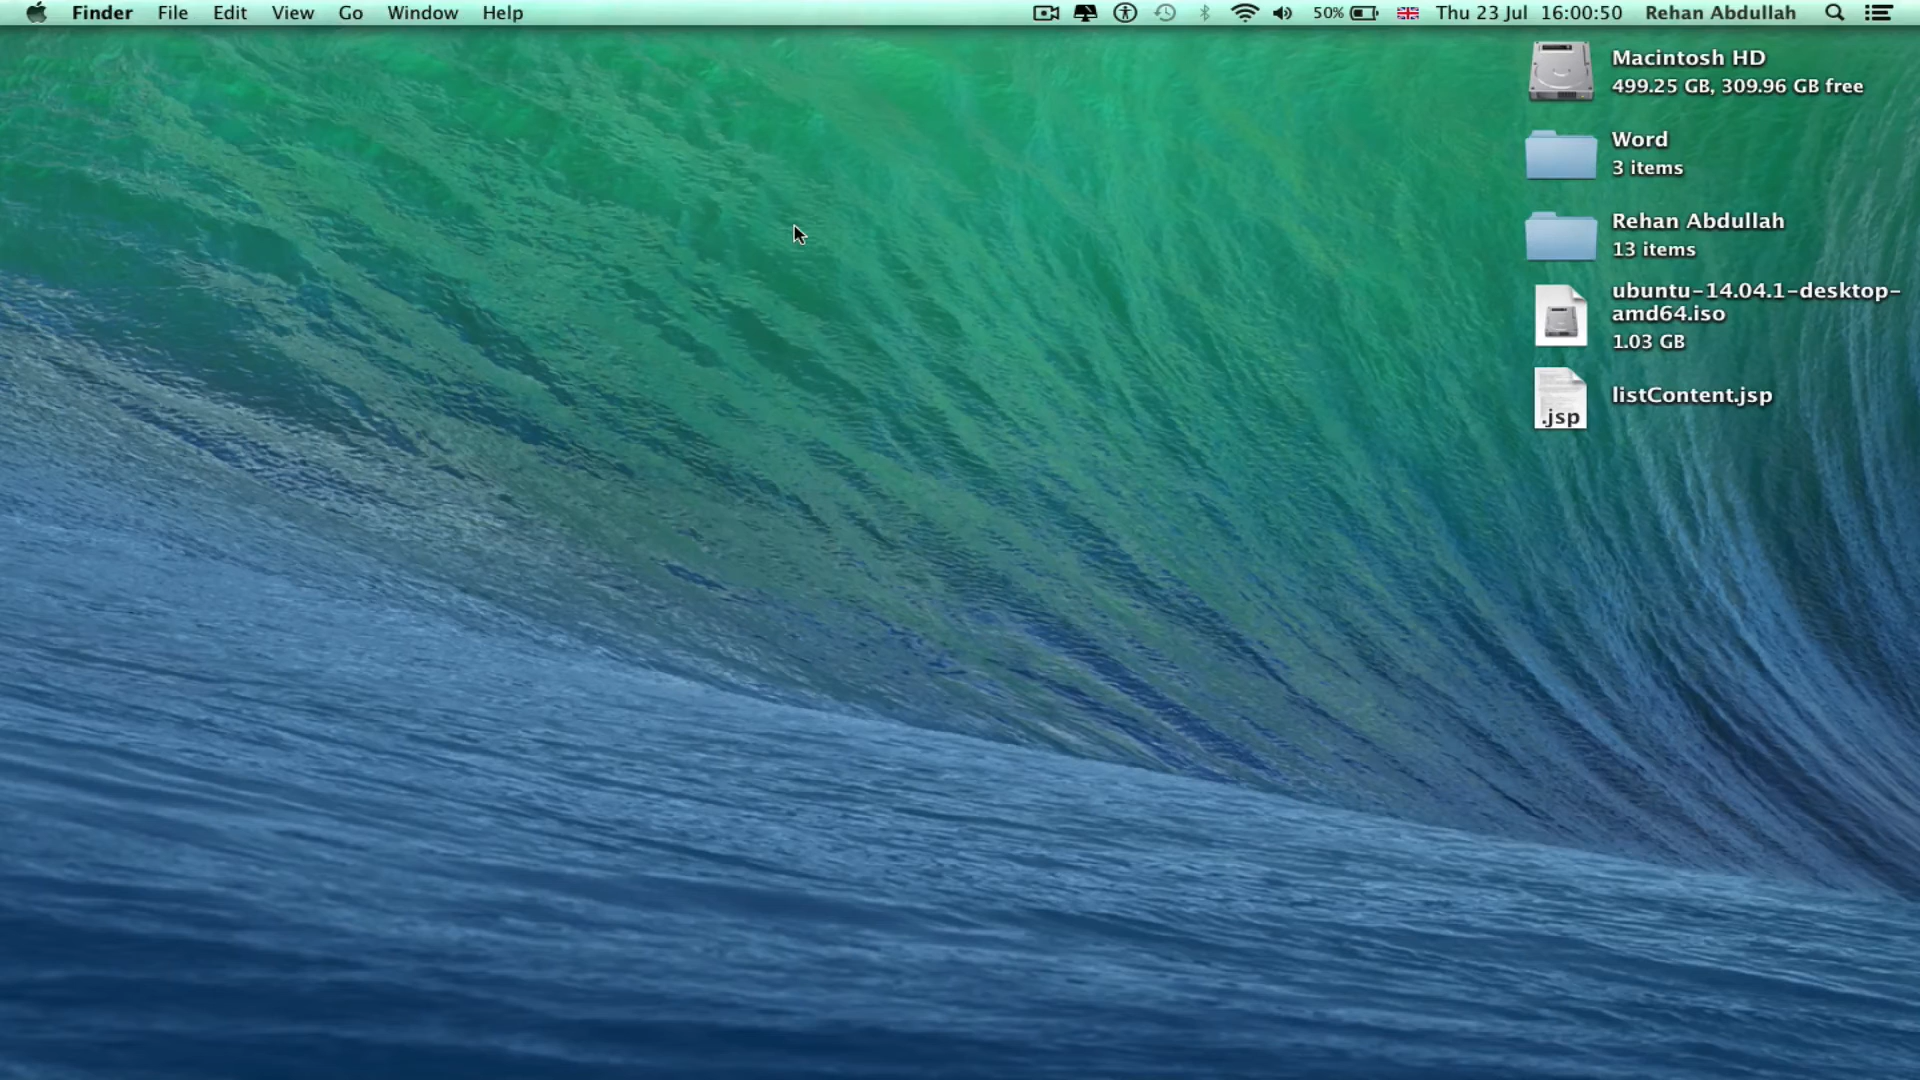 Finder File Edit View Go Window Help 50% Thu 23 Jul 16:00:50 Rehan Abdullah
Macintosh HD
499.25 GB, 309.96 GB free
Word
3 items
Rehan Abdullah
13 items
ubuntu-14.04.1-desktop-
amd64.iso
1.03 GB
listContent.jsp
.jsp